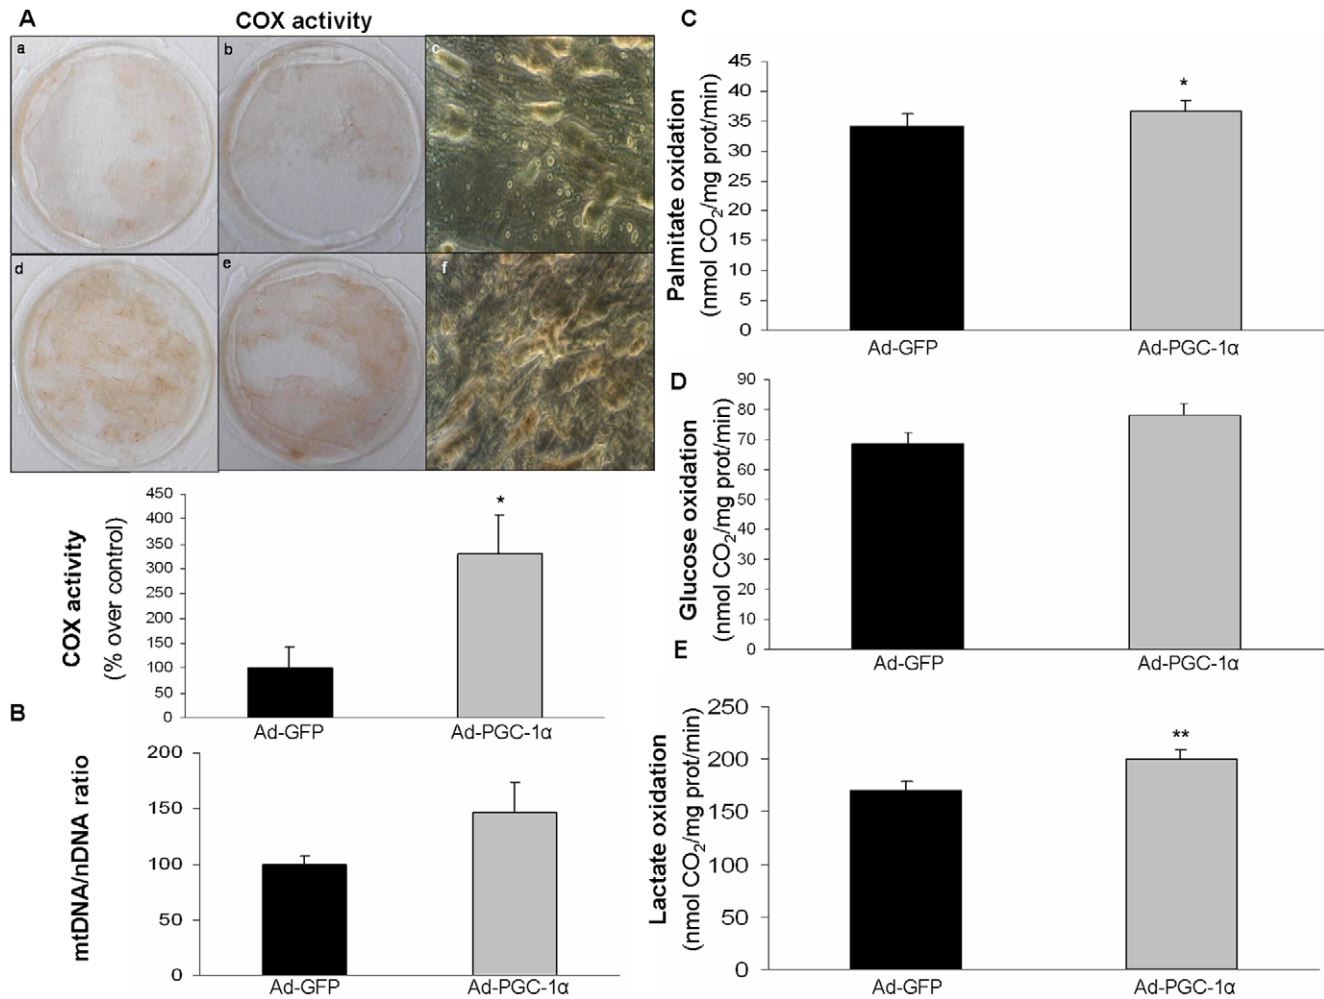 A
COX activity
a
b
c
d
e
f
COX activity
(% over control)
450
400
350
300
250
200
150
100
50
0
*
Ad-GFP
Ad-PGC-1α
B
mtDNA/nDNA ratio
200
150
100
50
0
Ad-GFP
Ad-PGC-1α
C
Palmitate oxidation
(nmol CO₂/mg prot/min)
45
40
35
30
25
20
15
10
5
0
*
Ad-GFP
Ad-PGC-1α
D
Glucose oxidation
(nmol CO₂/mg prot/min)
90
80
70
60
50
40
30
20
10
0
Ad-GFP
Ad-PGC-1α
E
Lactate oxidation
(nmol CO₂/mg prot/min)
250
200
150
100
50
0
**
Ad-GFP
Ad-PGC-1α